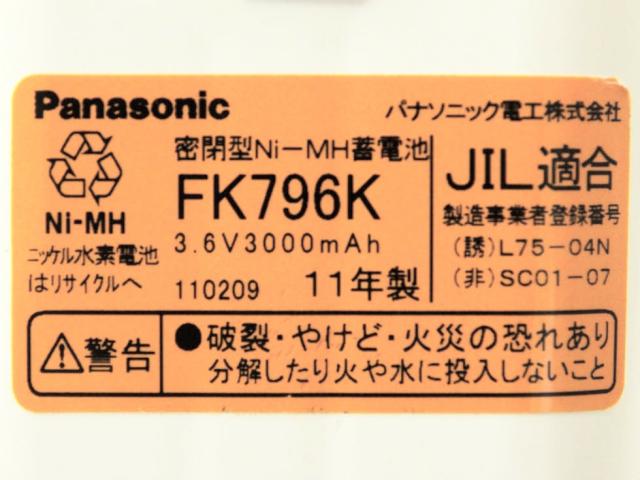 Panasonic
パナソニック電工株式会社
密閉型Ni-MH蓄電池
FK796K
3.6V3000mAh
110209 11年製
Ni-MH
ニッケル水素電池
はリサイクルへ
JIL適合
製造事業者登録番号
(誘)L75-04N
(非)SC01-07
警告
●破裂・やけど・火災の恐れあり
分解したり火や水に投入しないこと